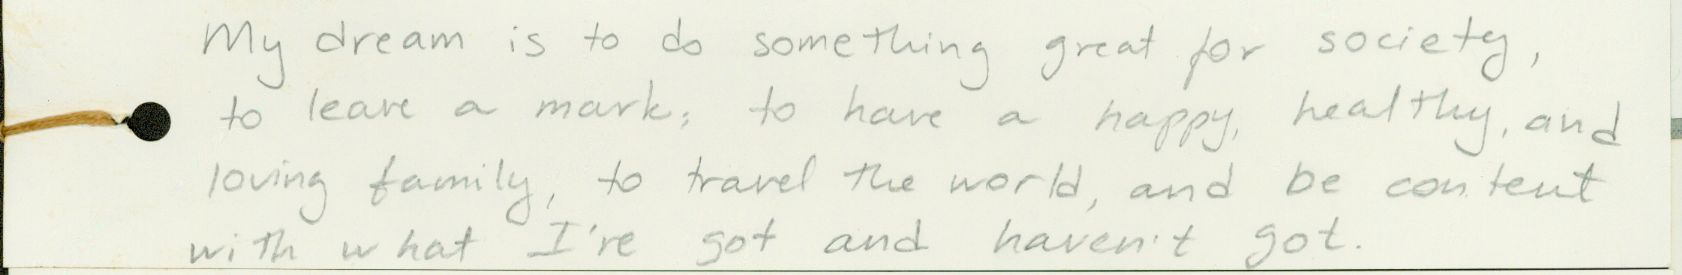 My dream is to do something great for society,
to leave a mark; to have a happy, healthy, and
loving family, to travel the world, and be content
with what I're got and haven't got.